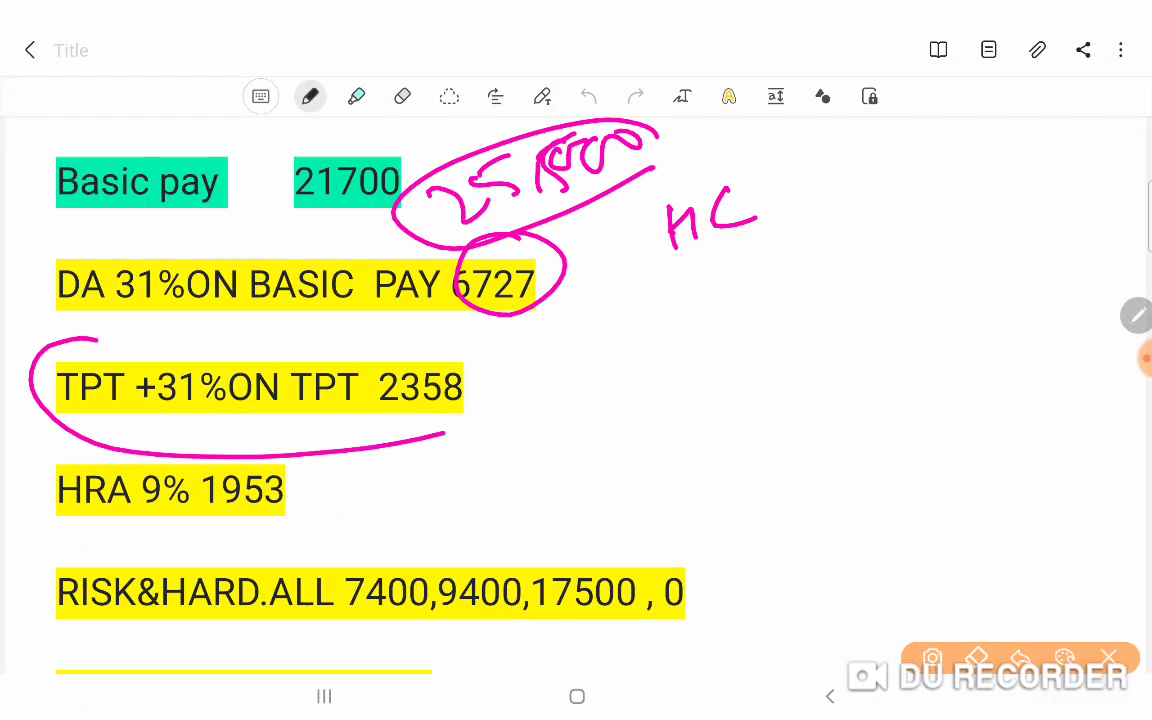 Title
Basic pay 21700
25500
HC
DA 31%ON BASIC PAY 6727
TPT +31%ON TPT 2358
HRA 9% 1953
RISK&HARD.ALL 7400,9400,17500 , 0
DU RECORDER